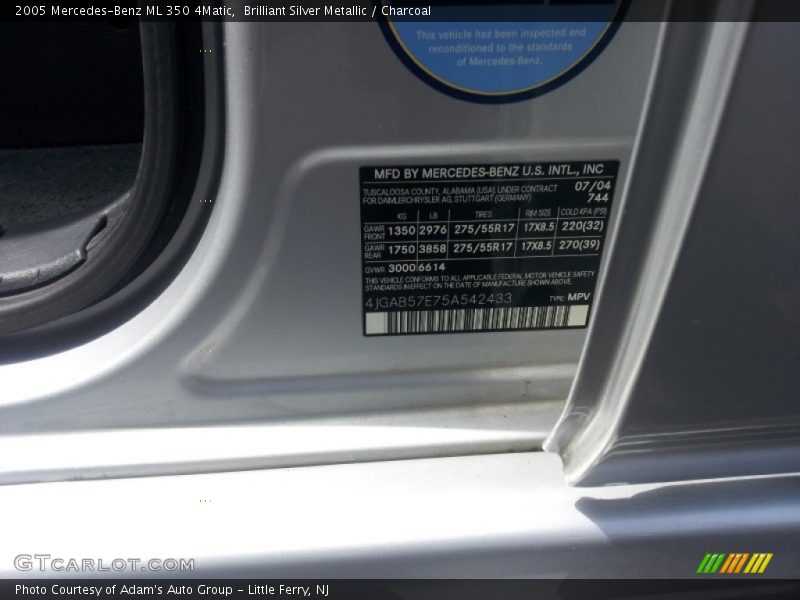 2005 Mercedes-Benz ML 350 4Matic,  Brilliant Silver Metallic / Charcoal
This vehicle has been inspected and
reconditioned to the standards
of Mercedes-Benz.
MFD BY MERCEDES-BENZ U.S. INTL., INC
TUSCALOOSA COUNTY, ALABAMA (USA) UNDER CONTRACT 07/04
FOR DAIMLERCHRYSLER AG, STUTTGART (GERMANY) 744
KG LB TIRES RIM SIZE COLD KPA (PSI)
GAWR FRONT 1350 2976 275/55R17 17X8.5 220(32)
GAWR REAR 1750 3858 275/55R17 17X8.5 270(39)
GVWR 3000 6614
THIS VEHICLE CONFORMS TO ALL APPLICABLE FEDERAL MOTOR VEHICLE SAFETY
STANDARDS IN EFFECT ON THE DATE OF MANUFACTURE SHOWN ABOVE.
4JGAB57E75A542433 TYPE: MPV
GTCARLOT.COM
Photo Courtesy of Adam's Auto Group - Little Ferry, NJ